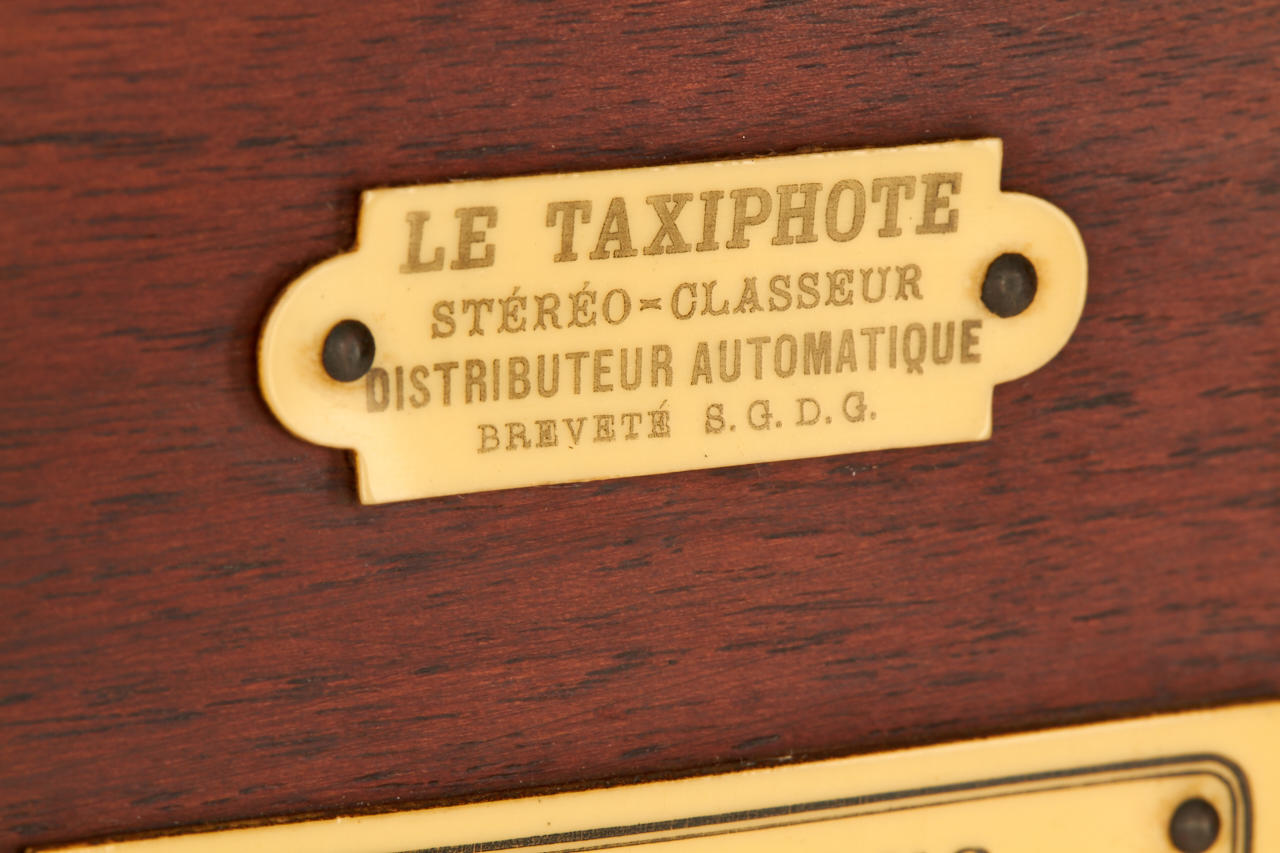 LE TAXIPHOTE
STÉRÉO-CLASSEUR
DISTRIBUTEUR AUTOMATIQUE
BREVETÉ S.G.D.G.